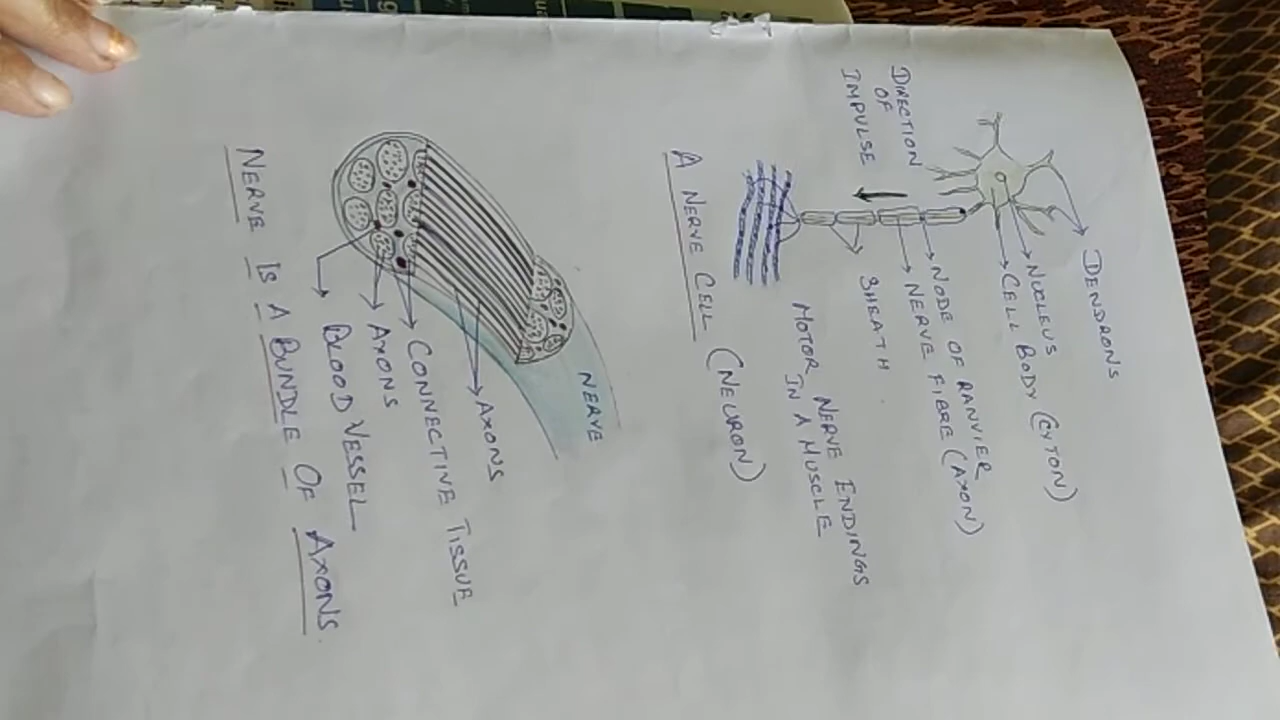 DENDRONS
NUCLEUS
CELL BODY (CYTON)
DIRECTION
OF
IMPULSE
NODE OF RANVIER
NERVE FIBRE (AXON)
SHEATH
MOTOR NERVE ENDINGS
IN A MUSCLE
A NERVE CELL (NEURON)
NERVE
AXONS
CONNECTIVE TISSUE
AXONS
BLOOD VESSEL
NERVE IS A BUNDLE OF AXONS.